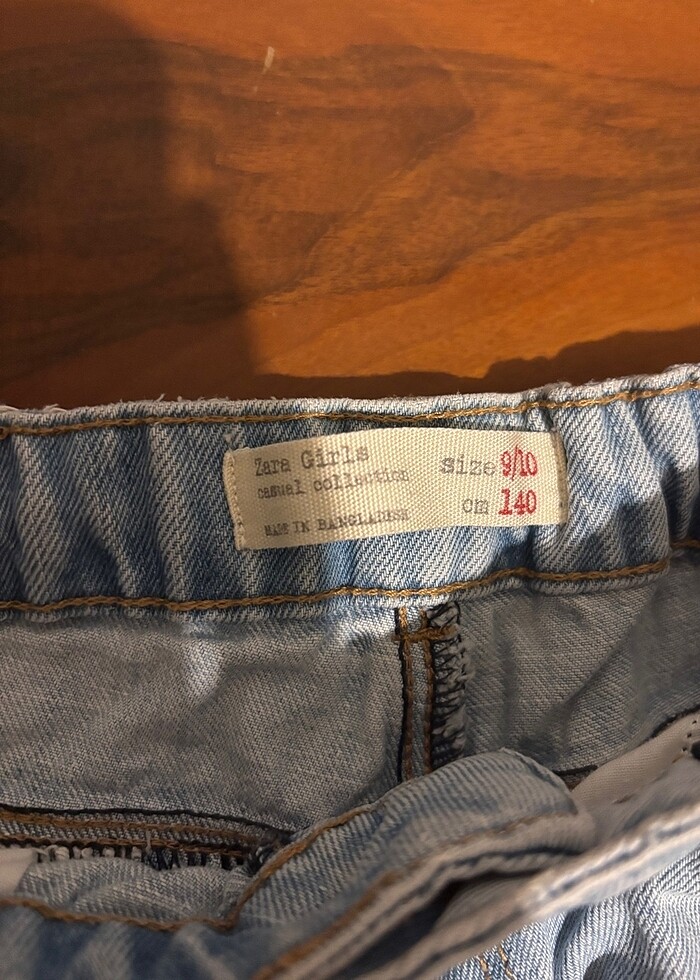 Zara Girls
casual collection
MADE IN BANGLADESH
size 9/10
cm 140